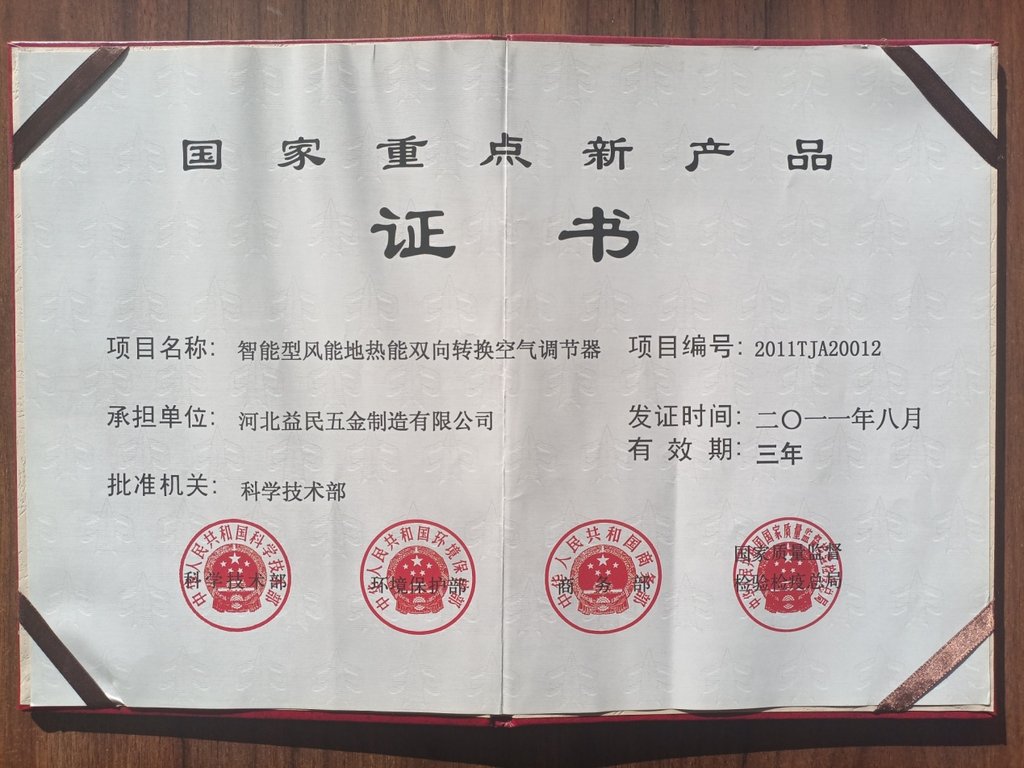 国家重点新产品
证书
项目名称: 智能型风能地热能双向转换空气调节器
项目编号: 2011TJA20012
承担单位: 河北益民五金制造有限公司
发证时间: 二〇一一年八月
有效期: 三年
批准机关: 科学技术部
中华人民共和国科学技术部
科学技术部
中华人民共和国环境保护部
环境保护部
中华人民共和国商务部
商务部
中华人民共和国国家质量监督检验检疫总局
国家质量监督
检验检疫总局